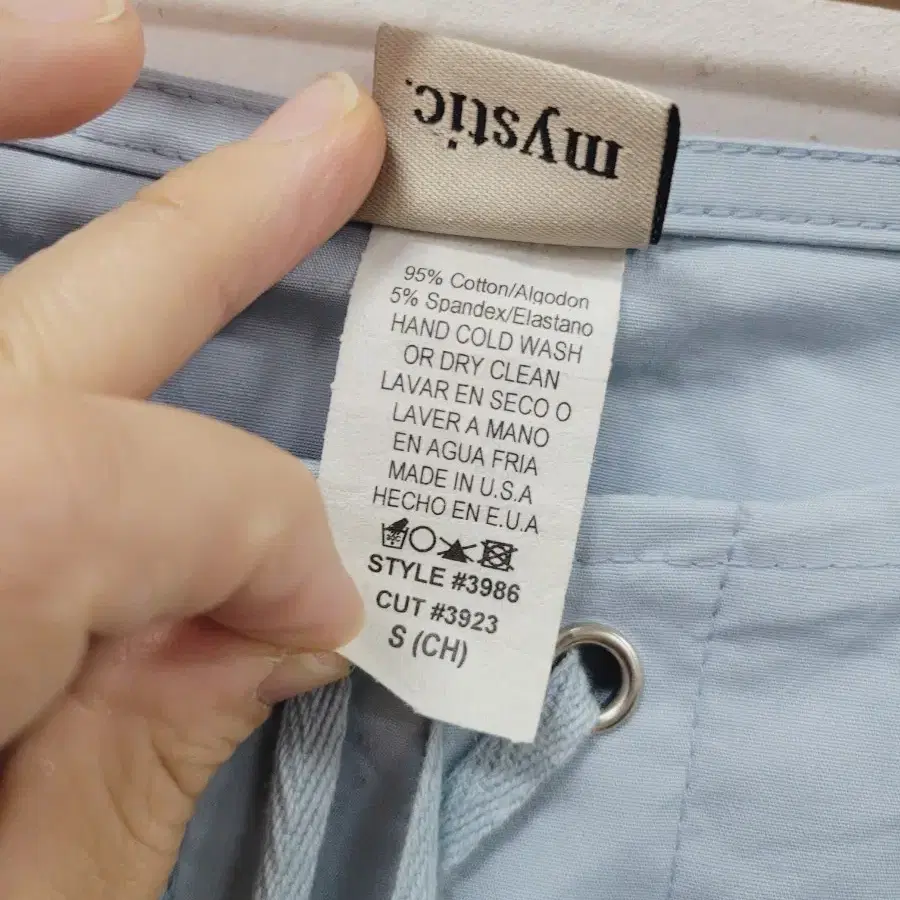 mystic.
95% Cotton/Algodon
5% Spandex/Elastano
HAND COLD WASH
OR DRY CLEAN
LAVAR EN SECO O
LAVER A MANO
EN AGUA FRIA
MADE IN U.S.A
HECHO EN E.U.A
STYLE #3986
CUT #3923
S (CH)